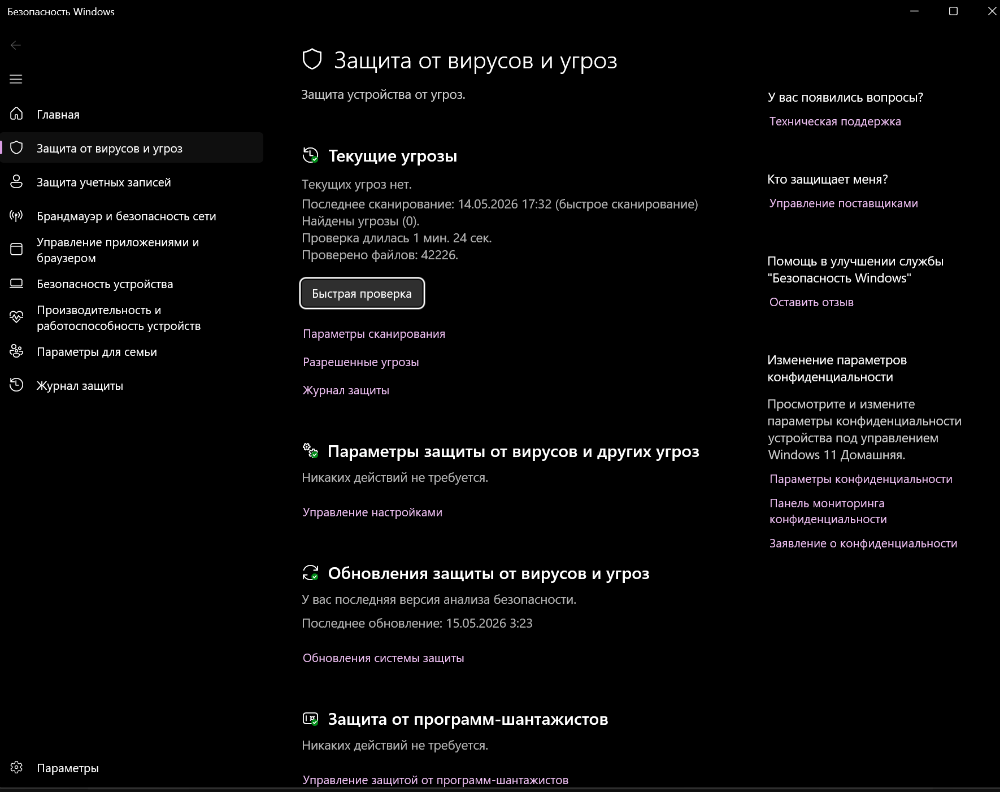 Безопасность Windows
Главная
Защита от вирусов и угроз
Защита учетных записей
Брандмауэр и безопасность сети
Управление приложениями и
браузером
Безопасность устройства
Производительность и
работоспособность устройств
Параметры для семьи
Журнал защиты
Параметры
Защита от вирусов и угроз
Защита устройства от угроз.
Текущие угрозы
Текущих угроз нет.
Последнее сканирование: 14.05.2026 17:32 (быстрое сканирование)
Найдены угрозы (0).
Проверка длилась 1 мин. 24 сек.
Проверено файлов: 42226.
Быстрая проверка
Параметры сканирования
Разрешенные угрозы
Журнал защиты
Параметры защиты от вирусов и других угроз
Никаких действий не требуется.
Управление настройками
Обновления защиты от вирусов и угроз
У вас последняя версия анализа безопасности.
Последнее обновление: 15.05.2026 3:23
Обновления системы защиты
Защита от программ-шантажистов
Никаких действий не требуется.
Управление защитой от программ-шантажистов
У вас появились вопросы?
Техническая поддержка
Кто защищает меня?
Управление поставщиками
Помощь в улучшении службы
"Безопасность Windows"
Оставить отзыв
Изменение параметров
конфиденциальности
Просмотрите и измените
параметры конфиденциальности
устройства под управлением
Windows 11 Домашняя.
Параметры конфиденциальности
Панель мониторинга
конфиденциальности
Заявление о конфиденциальности